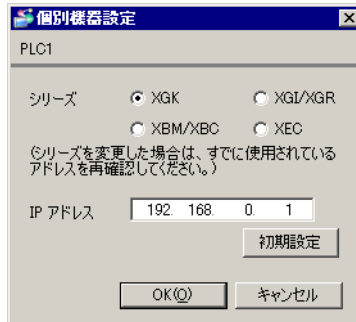 個別機器設定
PLC1
シリーズ XGK XGI/XGR
XBM/XBC XEC
(シリーズを変更した場合は、すでに使用されている
アドレスを再確認してください。)
IP アドレス 192. 168. 0. 1
初期設定
OK(O) キャンセル